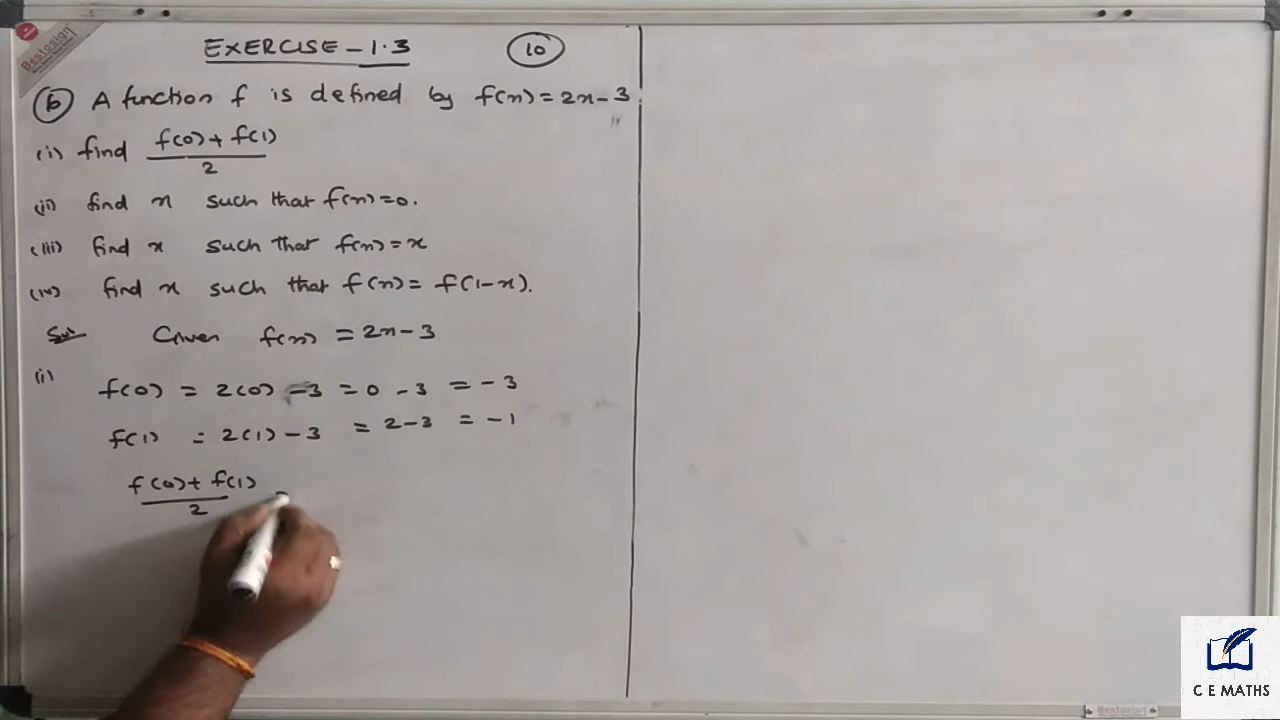 Bestosign
EXERCISE – 1.3 (10)
(6) A function f is defined by f(x) = 2x – 3
(i) find f(0) + f(1) / 2
(ii) find x such that f(x) = 0.
(iii) find x such that f(x) = x
(iv) find x such that f(x) = f(1–x).
Sol Given f(x) = 2x – 3
(i)
f(0) = 2(0) – 3 = 0 – 3 = – 3
f(1) = 2(1) – 3 = 2 – 3 = – 1
f(0) + f(1) / 2 =
C E MATHS